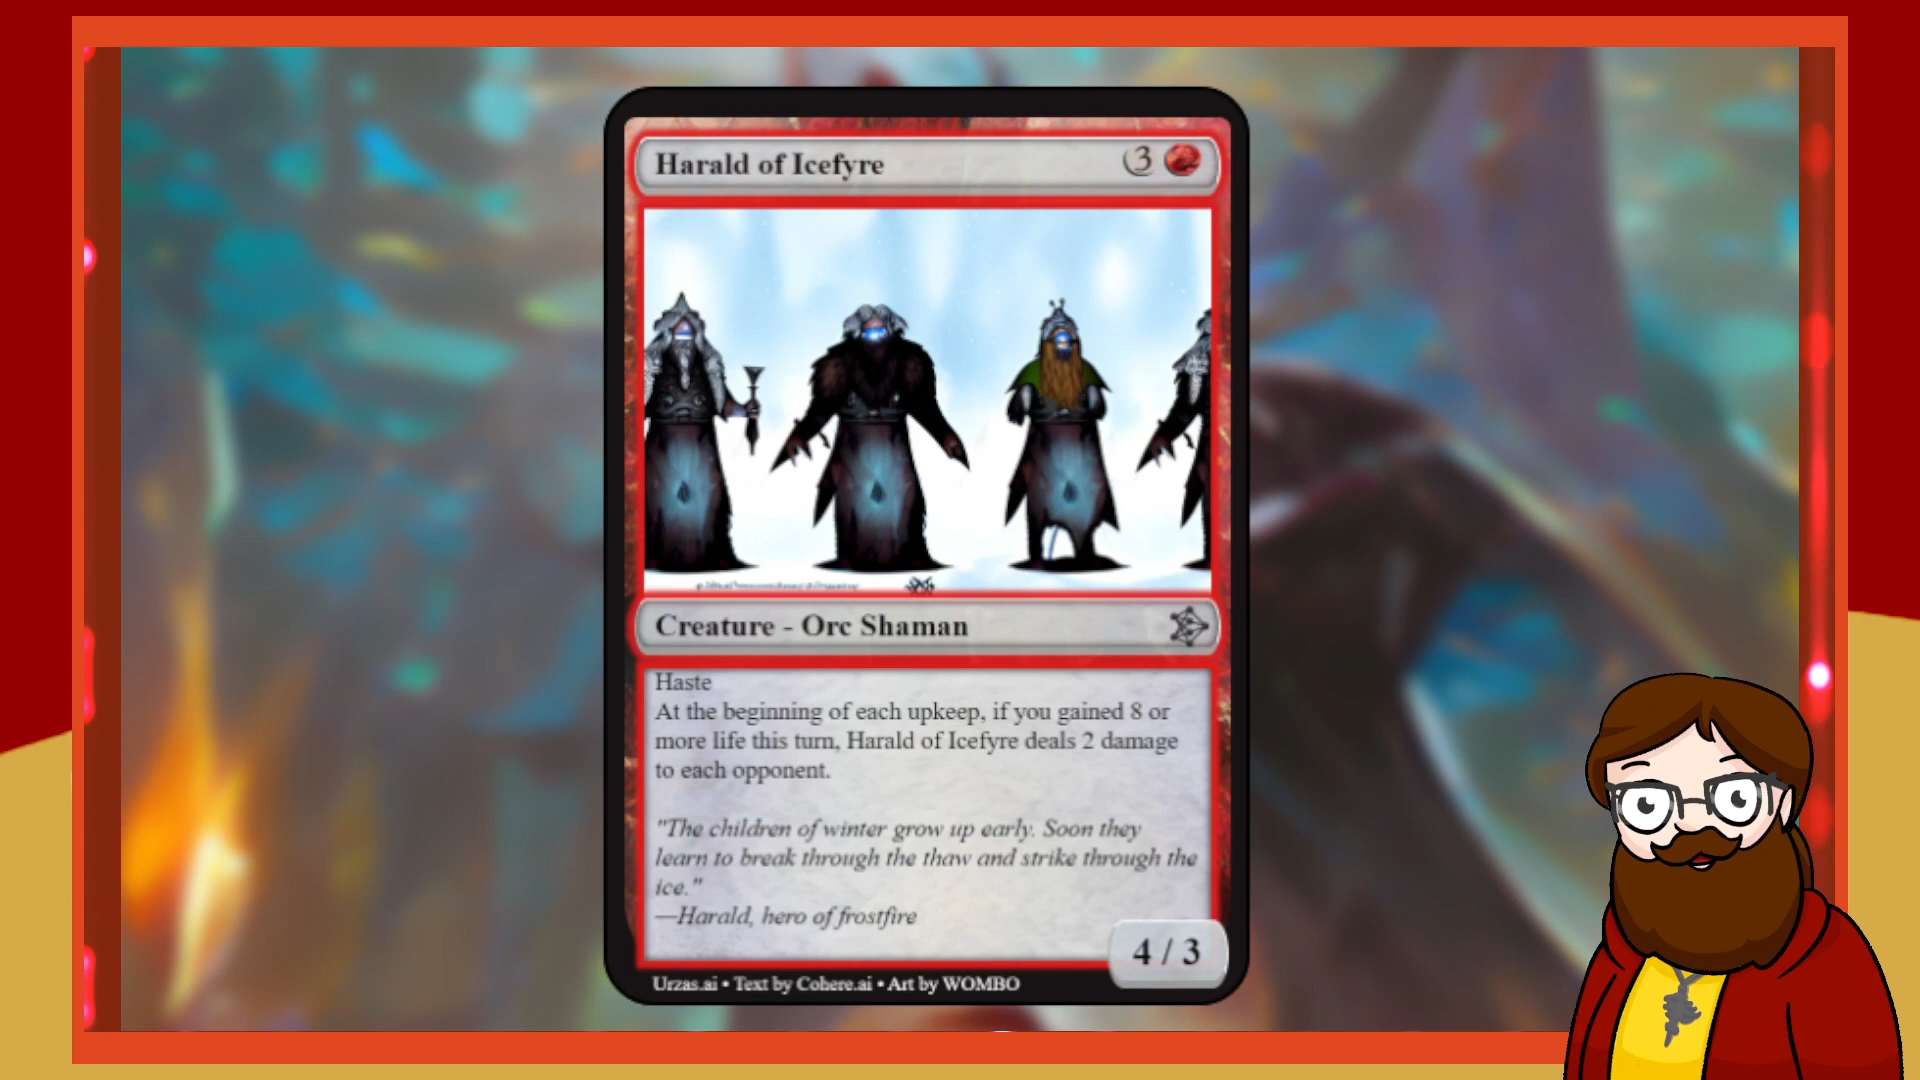 Harald of Icefyre
3
Creature - Orc Shaman
Haste
At the beginning of each upkeep, if you gained 8 or
more life this turn, Harald of Icefyre deals 2 damage
to each opponent.
"The children of winter grow up early. Soon they
learn to break through the thaw and strike through the
ice."
—Harald, hero of frostfire
4 / 3
Urzas.ai • Text by Cohere.ai • Art by WOMBO